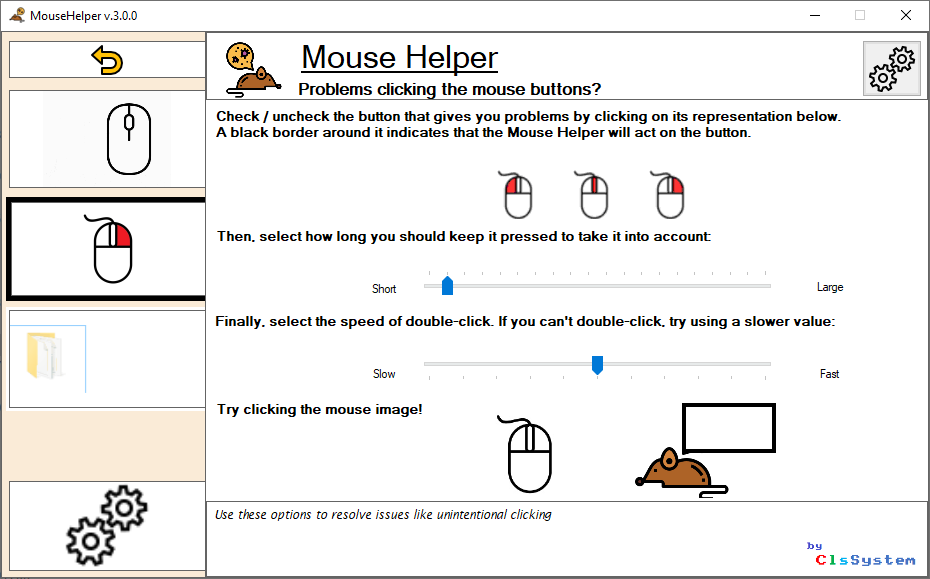 MouseHelper v.3.0.0
Mouse Helper
Problems clicking the mouse buttons?
Check / uncheck the button that gives you problems by clicking on its representation below.
A black border around it indicates that the Mouse Helper will act on the button.
Then, select how long you should keep it pressed to take it into account:
Short
Large
Finally, select the speed of double-click. If you can't double-click, try using a slower value:
Slow
Fast
Try clicking the mouse image!
Use these options to resolve issues like unintentional clicking
by
ClsSystem